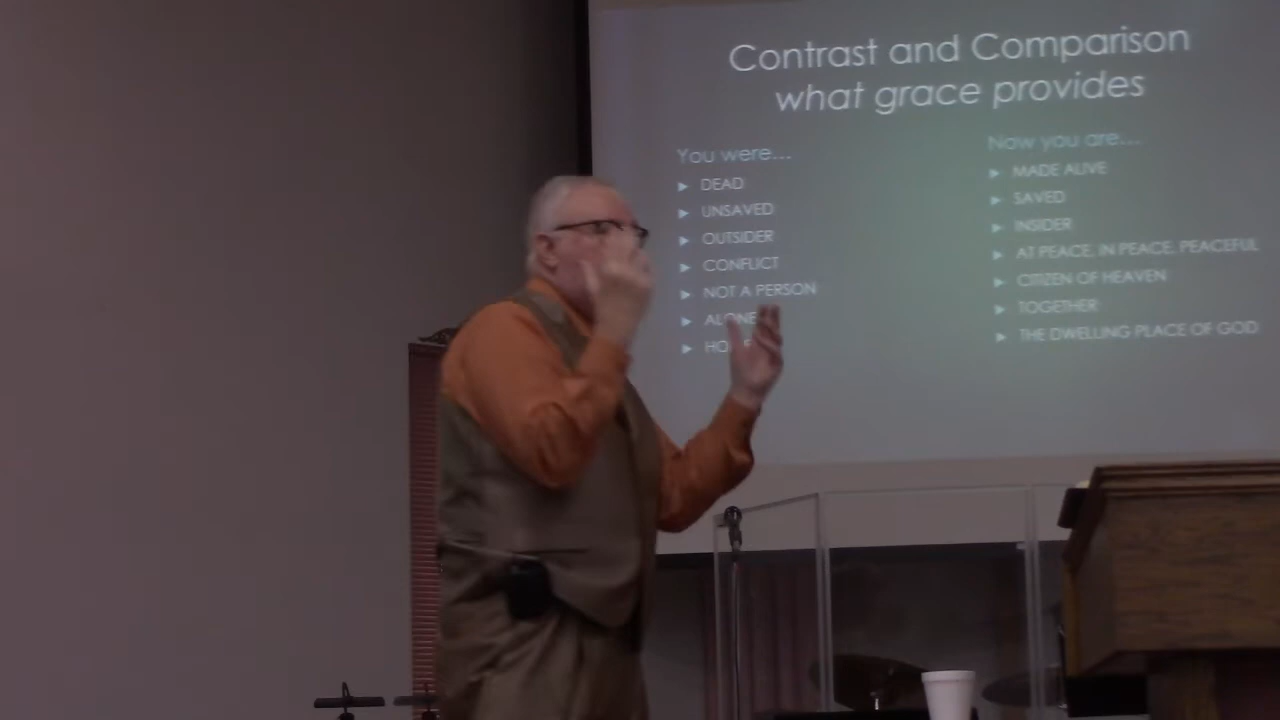 Contrast and Comparison
what grace provides
You were...
► DEAD
► UNSAVED
► OUTSIDER
► CONFLICT
► NOT A PERSON
► ALONE
Now you are...
► MADE ALIVE
► SAVED
► INSIDER
► AT PEACE, IN PEACE, PEACEFUL
► CITIZEN OF HEAVEN
► TOGETHER
► THE DWELLING PLACE OF GOD